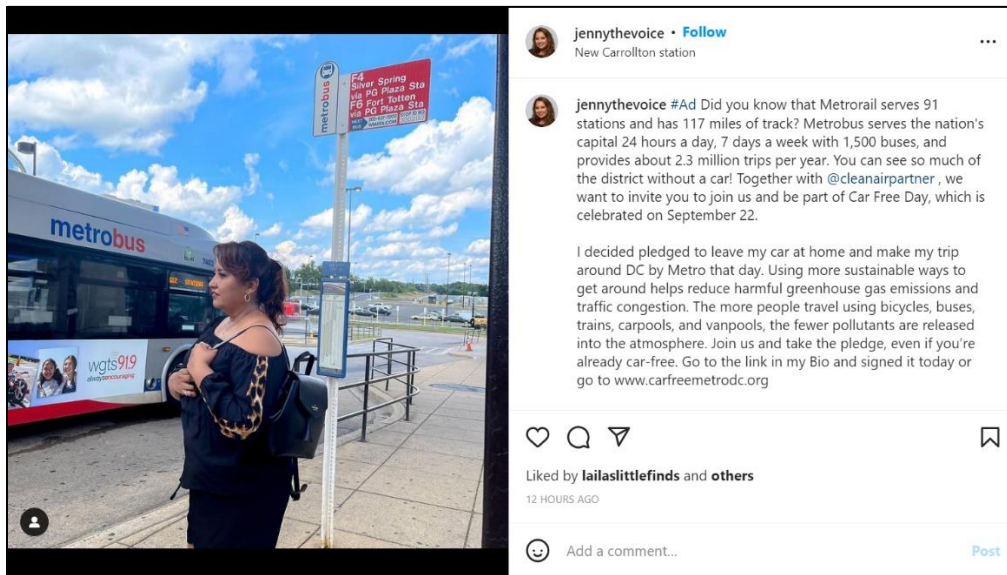 metrobus
F4
Silver Spring
via PG Plaza Sta
F6 Fort Totten
via PG Plaza Sta
metrobus
wgts 91.9
always encouraging
jennythevoice • Follow
New Carrollton station
jennythevoice #Ad Did you know that Metrorail serves 91
stations and has 117 miles of track? Metrobus serves the nation's
capital 24 hours a day, 7 days a week with 1,500 buses, and
provides about 2.3 million trips per year. You can see so much of
the district without a car! Together with @cleanairpartner , we
want to invite you to join us and be part of Car Free Day, which is
celebrated on September 22.
I decided pledged to leave my car at home and make my trip
around DC by Metro that day. Using more sustainable ways to
get around helps reduce harmful greenhouse gas emissions and
traffic congestion. The more people travel using bicycles, buses,
trains, carpools, and vanpools, the fewer pollutants are released
into the atmosphere. Join us and take the pledge, even if you're
already car-free. Go to the link in my Bio and signed it today or
go to www.carfreemetrodc.org
Liked by lailaslittlefinds and others
12 HOURS AGO
Add a comment...
Post